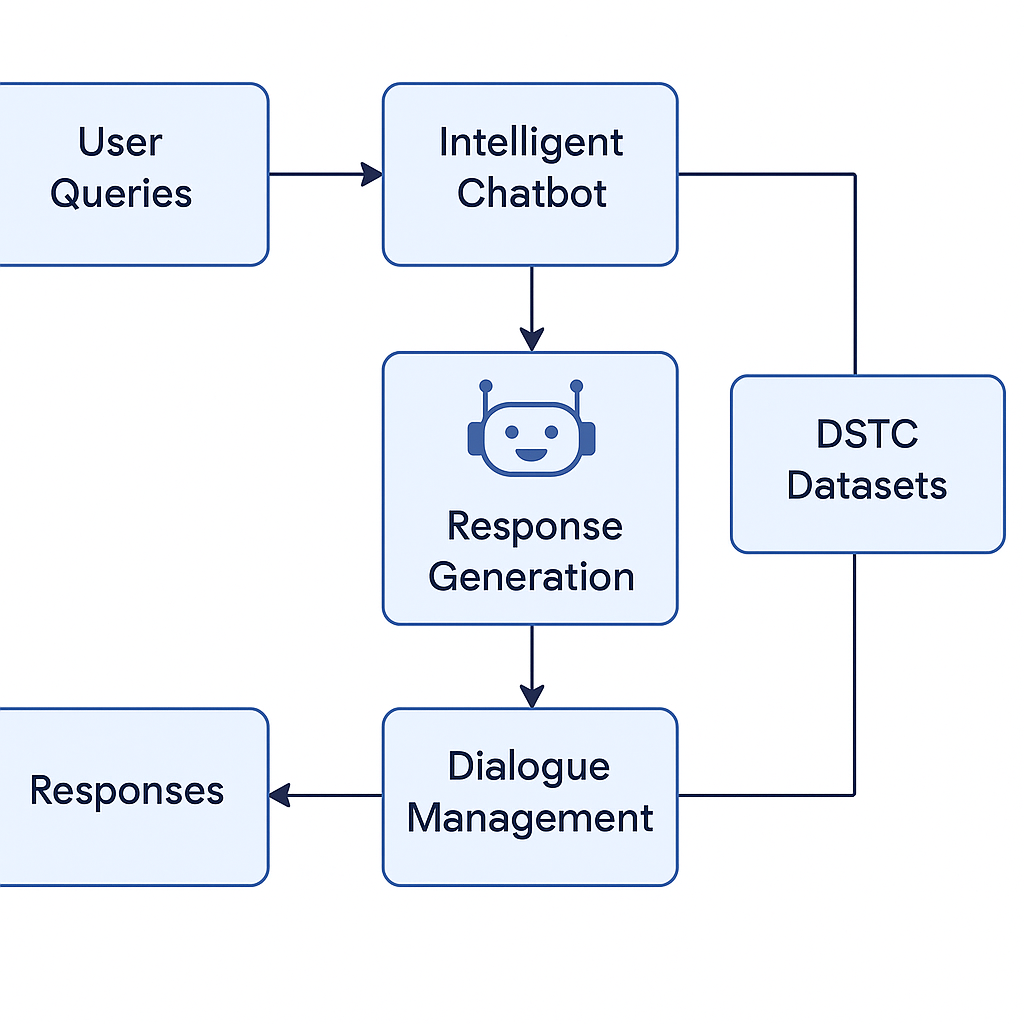 User
Queries
Intelligent
Chatbot
Response
Generation
DSTC
Datasets
Responses
Dialogue
Management